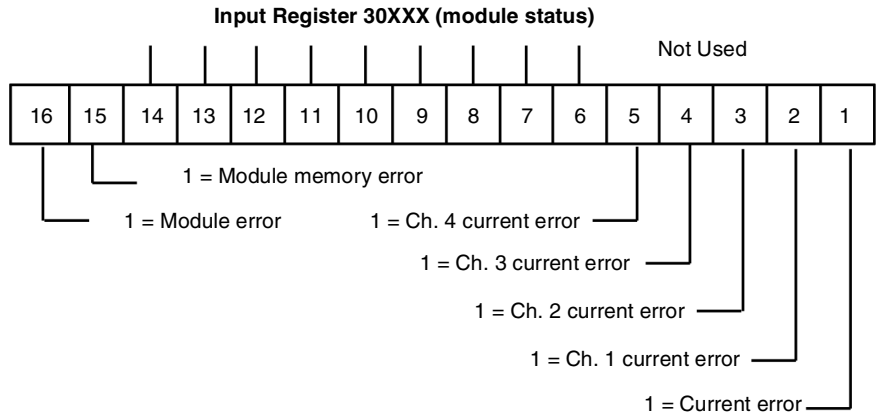 Input Register 30XXX (module status)
Not Used
16 15 14 13 12 11 10 9 8 7 6 5 4 3 2 1
1 = Module memory error
1 = Module error
1 = Ch. 4 current error
1 = Ch. 3 current error
1 = Ch. 2 current error
1 = Ch. 1 current error
1 = Current error